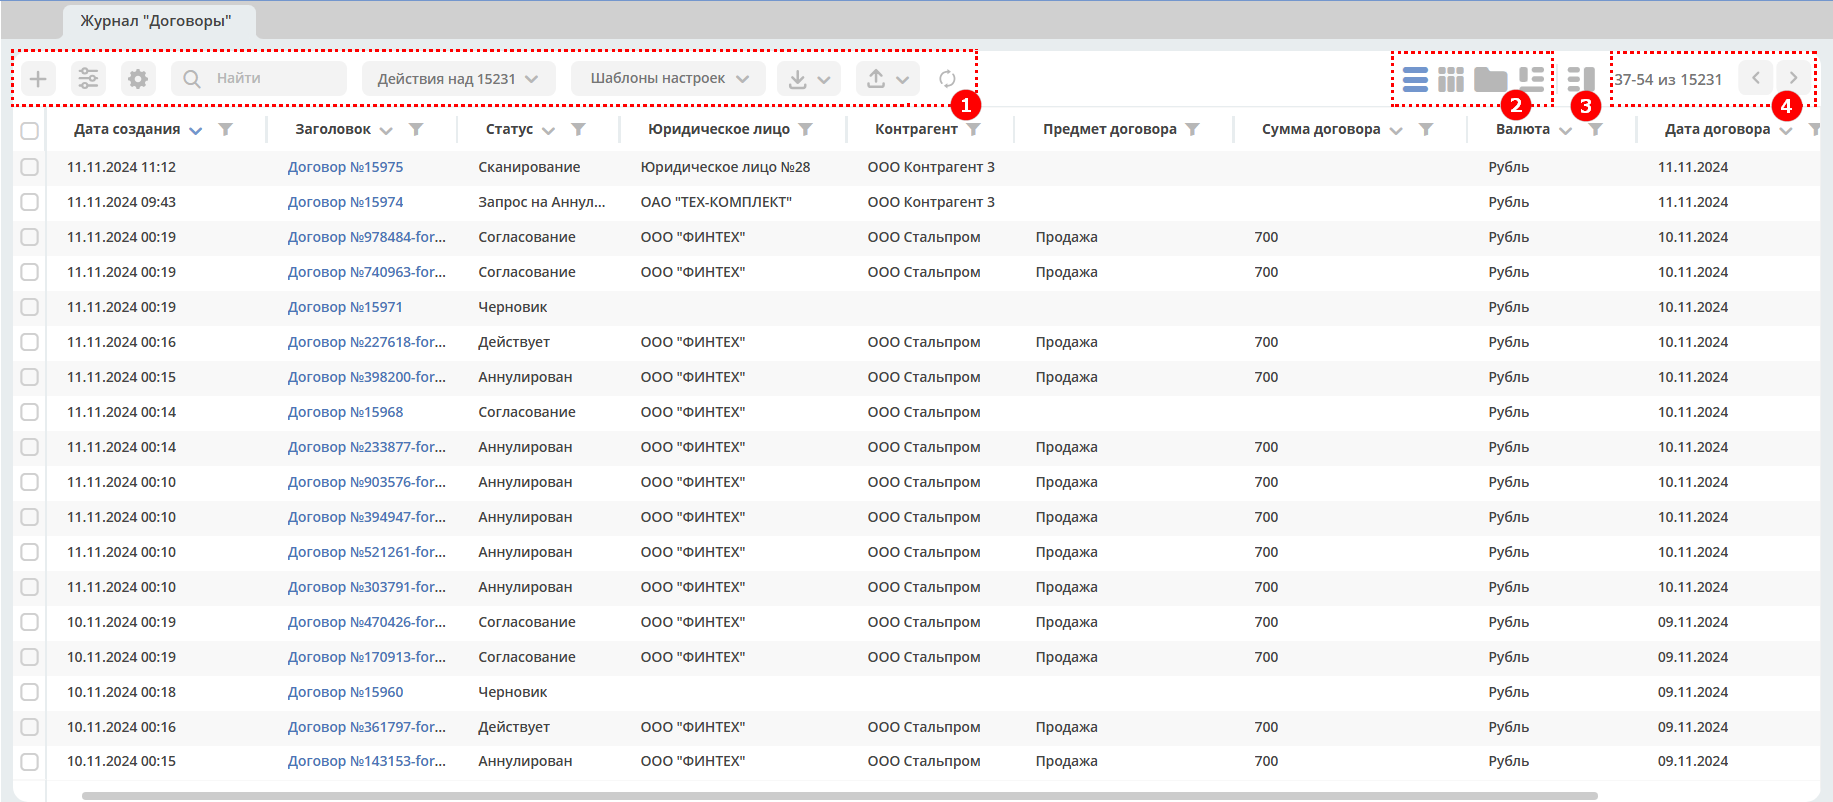 Журнал "Договоры"
Найти Действия над 15231 Шаблоны настроек 37-54 из 15231
1 2 3 4
Дата создания Заголовок Статус Юридическое лицо Контрагент Предмет договора Сумма договора Валюта Дата договора
11.11.2024 11:12 Договор №15975 Сканирование Юридическое лицо №28 ООО Контрагент 3 Рубль 11.11.2024
11.11.2024 09:43 Договор №15974 Запрос на Аннул... ОАО "ТЕХ-КОМПЛЕКТ" ООО Контрагент 3 Рубль 11.11.2024
11.11.2024 00:19 Договор №978484-for... Согласование ООО "ФИНТЕХ" ООО Стальпром Продажа 700 Рубль 10.11.2024
11.11.2024 00:19 Договор №740963-for... Согласование ООО "ФИНТЕХ" ООО Стальпром Продажа 700 Рубль 10.11.2024
11.11.2024 00:19 Договор №15971 Черновик Рубль 10.11.2024
11.11.2024 00:16 Договор №227618-for... Действует ООО "ФИНТЕХ" ООО Стальпром Продажа 700 Рубль 10.11.2024
11.11.2024 00:15 Договор №398200-for... Аннулирован ООО "ФИНТЕХ" ООО Стальпром Продажа 700 Рубль 10.11.2024
11.11.2024 00:14 Договор №15968 Согласование ООО "ФИНТЕХ" ООО Стальпром Рубль 10.11.2024
11.11.2024 00:14 Договор №233877-for... Аннулирован ООО "ФИНТЕХ" ООО Стальпром Продажа 700 Рубль 10.11.2024
11.11.2024 00:10 Договор №903576-for... Аннулирован ООО "ФИНТЕХ" ООО Стальпром Продажа 700 Рубль 10.11.2024
11.11.2024 00:10 Договор №394947-for... Аннулирован ООО "ФИНТЕХ" ООО Стальпром Продажа 700 Рубль 10.11.2024
11.11.2024 00:10 Договор №521261-for... Аннулирован ООО "ФИНТЕХ" ООО Стальпром Продажа 700 Рубль 10.11.2024
11.11.2024 00:10 Договор №303791-for... Аннулирован ООО "ФИНТЕХ" ООО Стальпром Продажа 700 Рубль 10.11.2024
10.11.2024 00:19 Договор №470426-for... Согласование ООО "ФИНТЕХ" ООО Стальпром Продажа 700 Рубль 09.11.2024
10.11.2024 00:19 Договор №170913-for... Согласование ООО "ФИНТЕХ" ООО Стальпром Продажа 700 Рубль 09.11.2024
10.11.2024 00:18 Договор №15960 Черновик Рубль 09.11.2024
10.11.2024 00:16 Договор №361797-for... Действует ООО "ФИНТЕХ" ООО Стальпром Продажа 700 Рубль 09.11.2024
10.11.2024 00:15 Договор №143153-for... Аннулирован ООО "ФИНТЕХ" ООО Стальпром Продажа 700 Рубль 09.11.2024